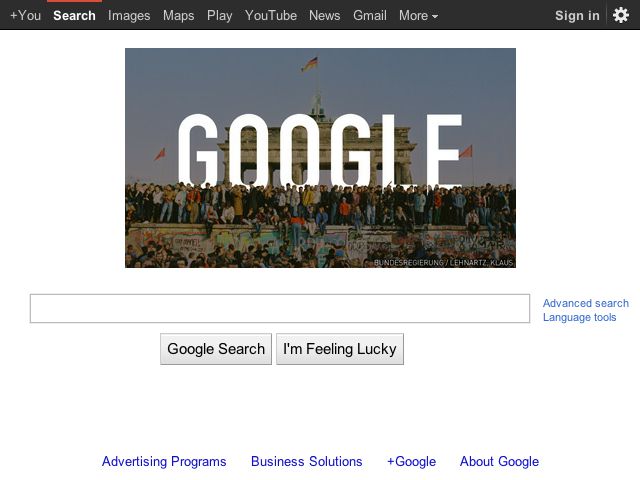 +You Search Images Maps Play YouTube News Gmail More Sign in
GOOGLE
BUNDESREGIERUNG / LEHNARTZ, KLAUS
Advanced search
Language tools
Google Search I'm Feeling Lucky
Advertising Programs Business Solutions +Google About Google